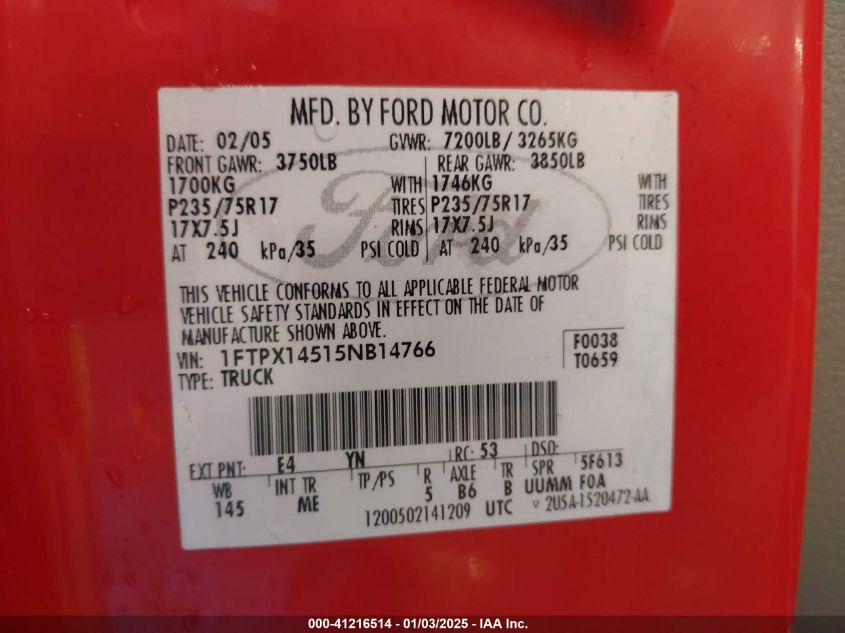 MFD. BY FORD MOTOR CO.
DATE: 02/05 GVWR: 7200LB/ 3265KG
FRONT GAWR: 3750LB REAR GAWR: 3850LB
1700KG WITH 1746KG WITH
P235/75R17 TIRES P235/75R17 TIRES
17X7.5J RIMS 17X7.5J RIMS
AT 240 kPa/35 PSI COLD AT 240 kPa/35 PSI COLD
Ford
THIS VEHICLE CONFORMS TO ALL APPLICABLE FEDERAL MOTOR
VEHICLE SAFETY STANDARDS IN EFFECT ON THE DATE OF
MANUFACTURE SHOWN ABOVE.
VIN: 1FTPX14515NB14766 F0038
TYPE: TRUCK T0659
EXT PNT: E4 YN RC: 53 DSO:
WB INT TR TP/PS R AXLE TR SPR 5F613
145 ME 5 B6 B UUMM FOA
1200502141209 UTC ▽ 2U5A-1520472-AA
000-41216514 - 01/03/2025 - IAA Inc.